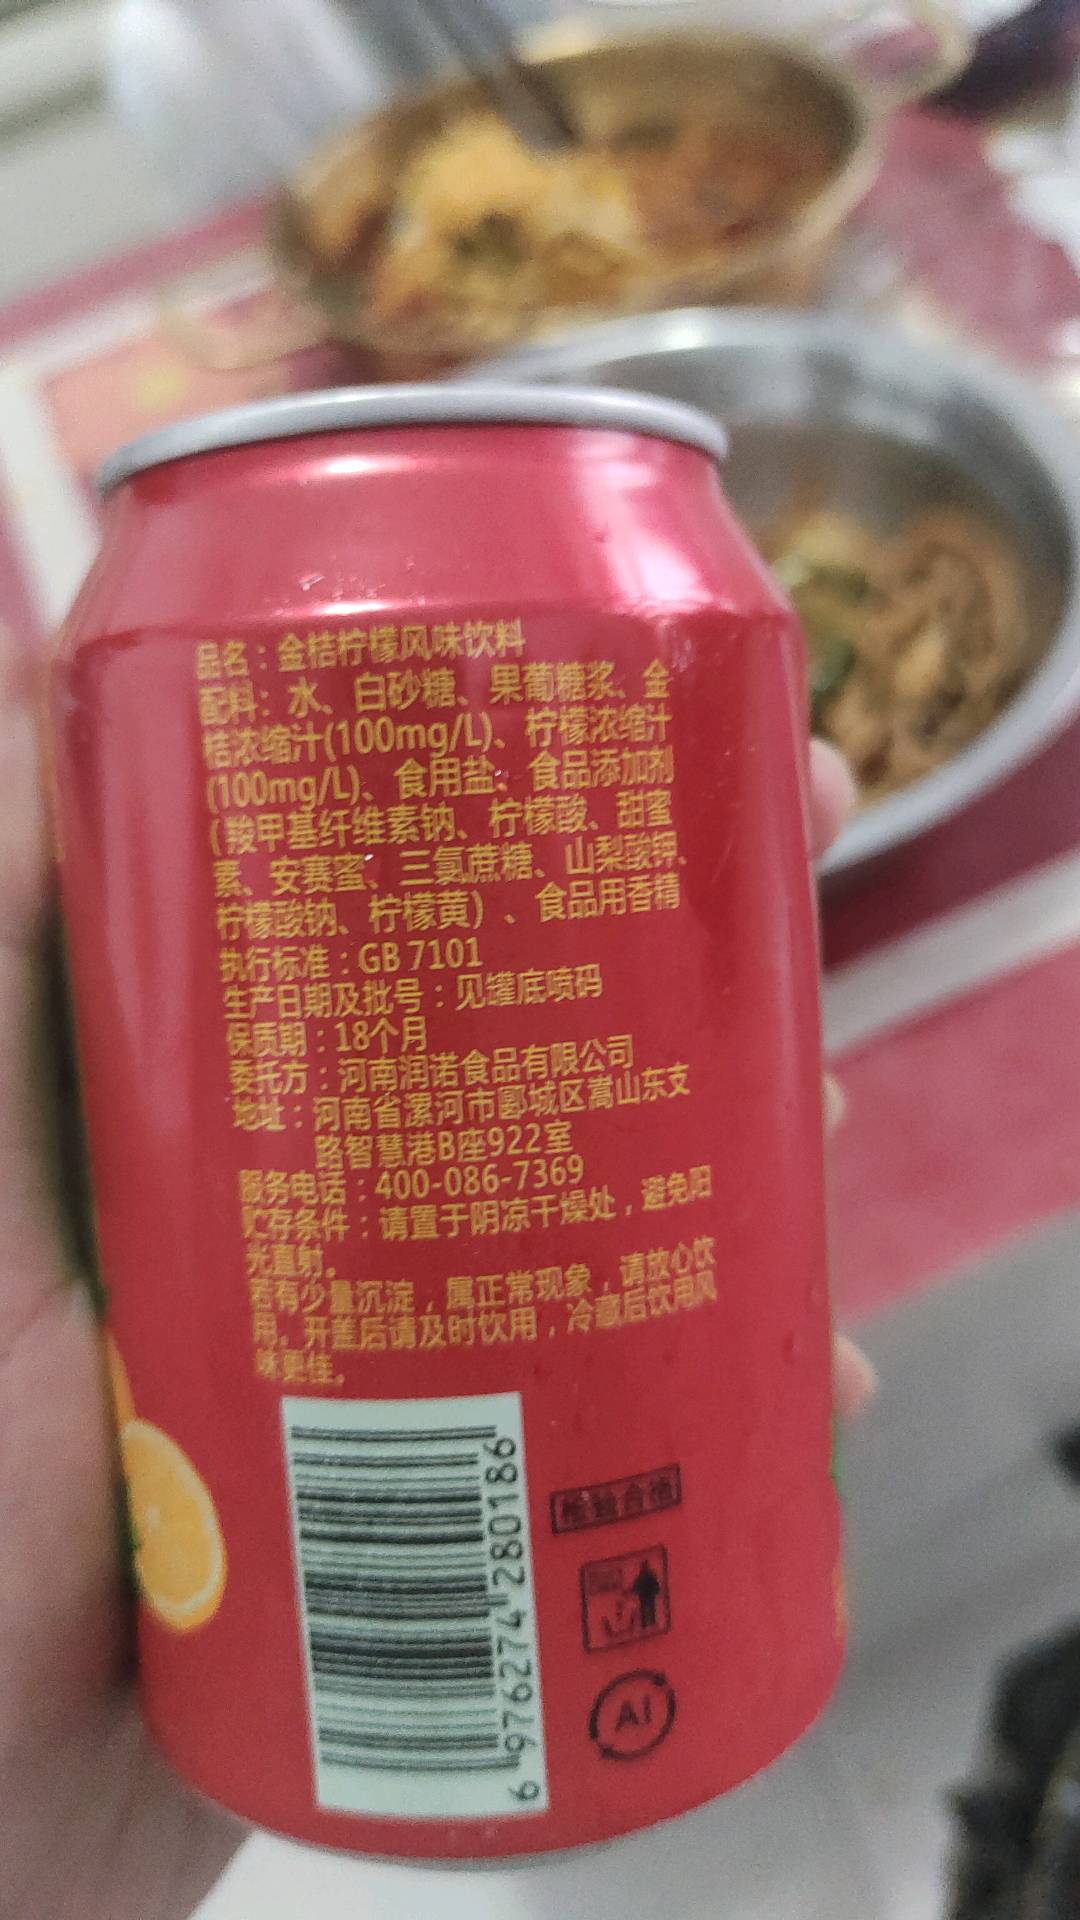 品名：金桔柠檬风味饮料
配料：水、白砂糖、果葡糖浆、金
桔浓缩汁(100mg/L)、柠檬浓缩汁
(100mg/L)、食用盐、食品添加剂
(羧甲基纤维素钠、柠檬酸、甜蜜
素、安赛蜜、三氯蔗糖、山梨酸钾、
柠檬酸钠、柠檬黄）、食品用香精
执行标准：GB 7101
生产日期及批号：见罐底喷码
保质期：18个月
委托方：河南润诺食品有限公司
地址：河南省漯河市郾城区嵩山东支
路智慧港B座922室
服务电话：400-086-7369
贮存条件：请置于阴凉干燥处，避免阳
光直射。
若有少量沉淀，属正常现象，请放心饮
用，开盖后请及时饮用，冷藏后饮用风
味更佳。
6 976274 280186
检验合格
Al